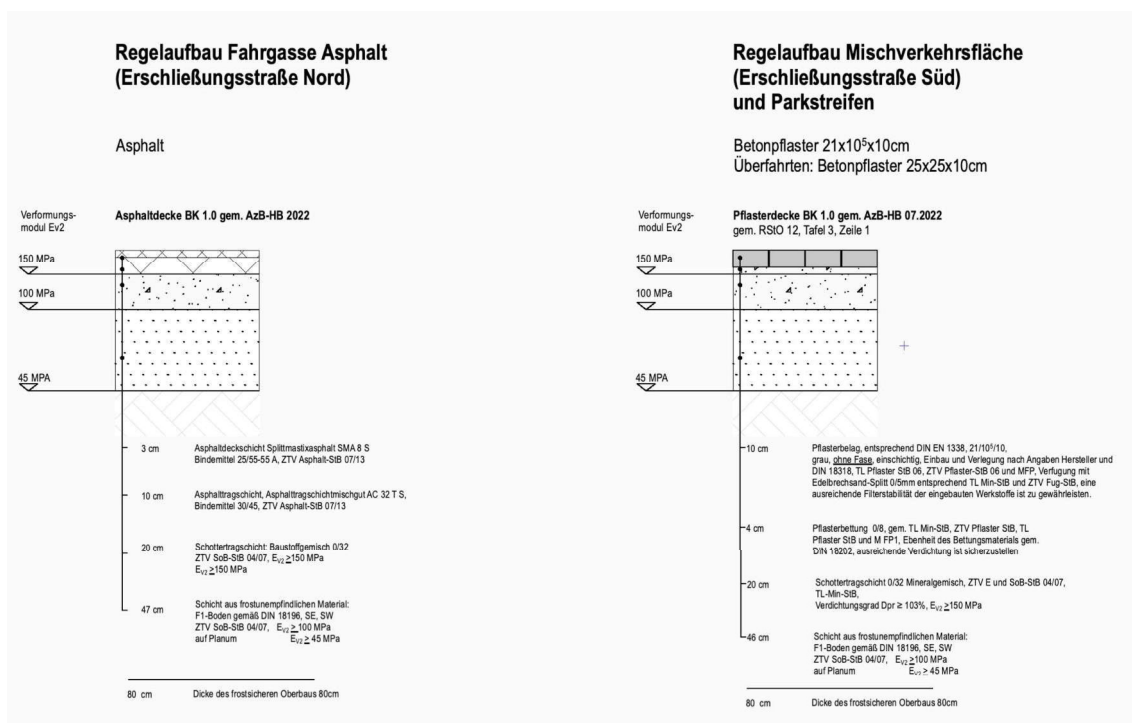 Regelaufbau Fahrgasse Asphalt
(Erschließungsstraße Nord)
Asphalt
Verformungs-
modul Ev2
Asphaltdecke BK 1.0 gem. AzB-HB 2022
150 MPa
100 MPa
45 MPA
3 cm
Asphaltdeckschicht Splittmastixasphalt SMA 8 S
Bindemittel 25/55-55 A, ZTV Asphalt-StB 07/13
10 cm
Asphalttragschicht, Asphalttragschichtmischgut AC 32 T S,
Bindemittel 30/45, ZTV Asphalt-StB 07/13
20 cm
Schottertragschicht: Baustoffgemisch 0/32
ZTV SoB-StB 04/07, EV2 ≥150 MPa
EV2 ≥150 MPa
47 cm
Schicht aus frostunempfindlichen Material:
F1-Boden gemäß DIN 18196, SE, SW
ZTV SoB-StB 04/07, EV2 ≥ 100 MPa
auf Planum EV2 ≥ 45 MPa
80 cm Dicke des frostsicheren Oberbaus 80cm
Regelaufbau Mischverkehrsfläche
(Erschließungsstraße Süd)
und Parkstreifen
Betonpflaster 21x10⁵x10cm
Überfahrten: Betonpflaster 25x25x10cm
Verformungs-
modul Ev2
Pflasterdecke BK 1.0 gem. AzB-HB 07.2022
gem. RStO 12, Tafel 3, Zeile 1
150 MPa
100 MPa
45 MPA
10 cm
Pflasterbelag, entsprechend DIN EN 1338, 21/10⁵/10,
grau, ohne Fase, einschichtig, Einbau und Verlegung nach Angaben Hersteller und
DIN 18318, TL Pflaster StB 06, ZTV Pflaster-StB 06 und MFP, Verfugung mit
Edelbrechsand-Splitt 0/5mm entsprechend TL Min-StB und ZTV Fug-StB, eine
ausreichende Filterstabilität der eingebauten Werkstoffe ist zu gewährleisten.
4 cm
Pflasterbettung 0/8, gem. TL Min-StB, ZTV Pflaster StB, TL
Pflaster StB und M FP1, Ebenheit des Bettungsmaterials gem.
DIN 18202, ausreichende Verdichtung ist sicherzustellen
20 cm
Schottertragschicht 0/32 Mineralgemisch, ZTV E und SoB-StB 04/07,
TL-Min-StB,
Verdichtungsgrad Dpr ≥ 103%, EV2 ≥150 MPa
46 cm
Schicht aus frostunempfindlichen Material:
F1-Boden gemäß DIN 18196, SE, SW
ZTV SoB-StB 04/07, EV2 ≥100 MPa
auf Planum EV2 ≥ 45 MPa
80 cm Dicke des frostsicheren Oberbaus 80cm